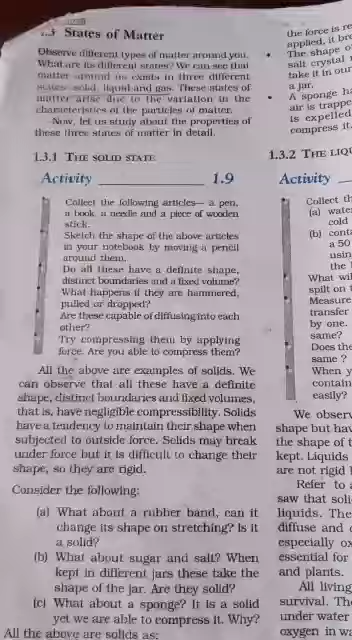 1.3 States of Matter
Observe different types of matter around you.
What are its different states? We can see that
matter around us exists in three different
states- solid, liquid and gas. These states of
matter arise due to the variation in the
characteristics of the particles of matter.
Now, let us study about the properties of
these three states of matter in detail.
1.3.1 THE SOLID STATE
Activity 1.9
Collect the following articles— a pen,
a book, a needle and a piece of wooden
stick.
Sketch the shape of the above articles
in your notebook by moving a pencil
around them.
Do all these have a definite shape,
distinct boundaries and a fixed volume?
What happens if they are hammered,
pulled or dropped?
Are these capable of diffusing into each
other?
Try compressing them by applying
force. Are you able to compress them?
All the above are examples of solids. We
can observe that all these have a definite
shape, distinct boundaries and fixed volumes,
that is, have negligible compressibility. Solids
have a tendency to maintain their shape when
subjected to outside force. Solids may break
under force but it is difficult to change their
shape, so they are rigid.
Consider the following:
(a) What about a rubber band, can it
change its shape on stretching? Is it
a solid?
(b) What about sugar and salt? When
kept in different jars these take the
shape of the jar. Are they solid?
(c) What about a sponge? It is a solid
yet we are able to compress it. Why?
All the above are solids as:
the force is re
applied, it bre
• The shape o
salt crystal
take it in our
a jar.
• A sponge ha
air is trapp
is expelled
compress it.
1.3.2 THE LIQU
Activity
Collect th
(a) wate
cold
(b) conta
a 50
usin
the
What wil
spilt on
Measure
transfer
by one.
same?
Does the
same ?
When y
contain
easily?
We observ
shape but hav
the shape of t
kept. Liquids
are not rigid
Refer to
saw that soli
liquids. The
diffuse and
especially ox
essential for
and plants.
All living
survival. The
under water
oxygen in w